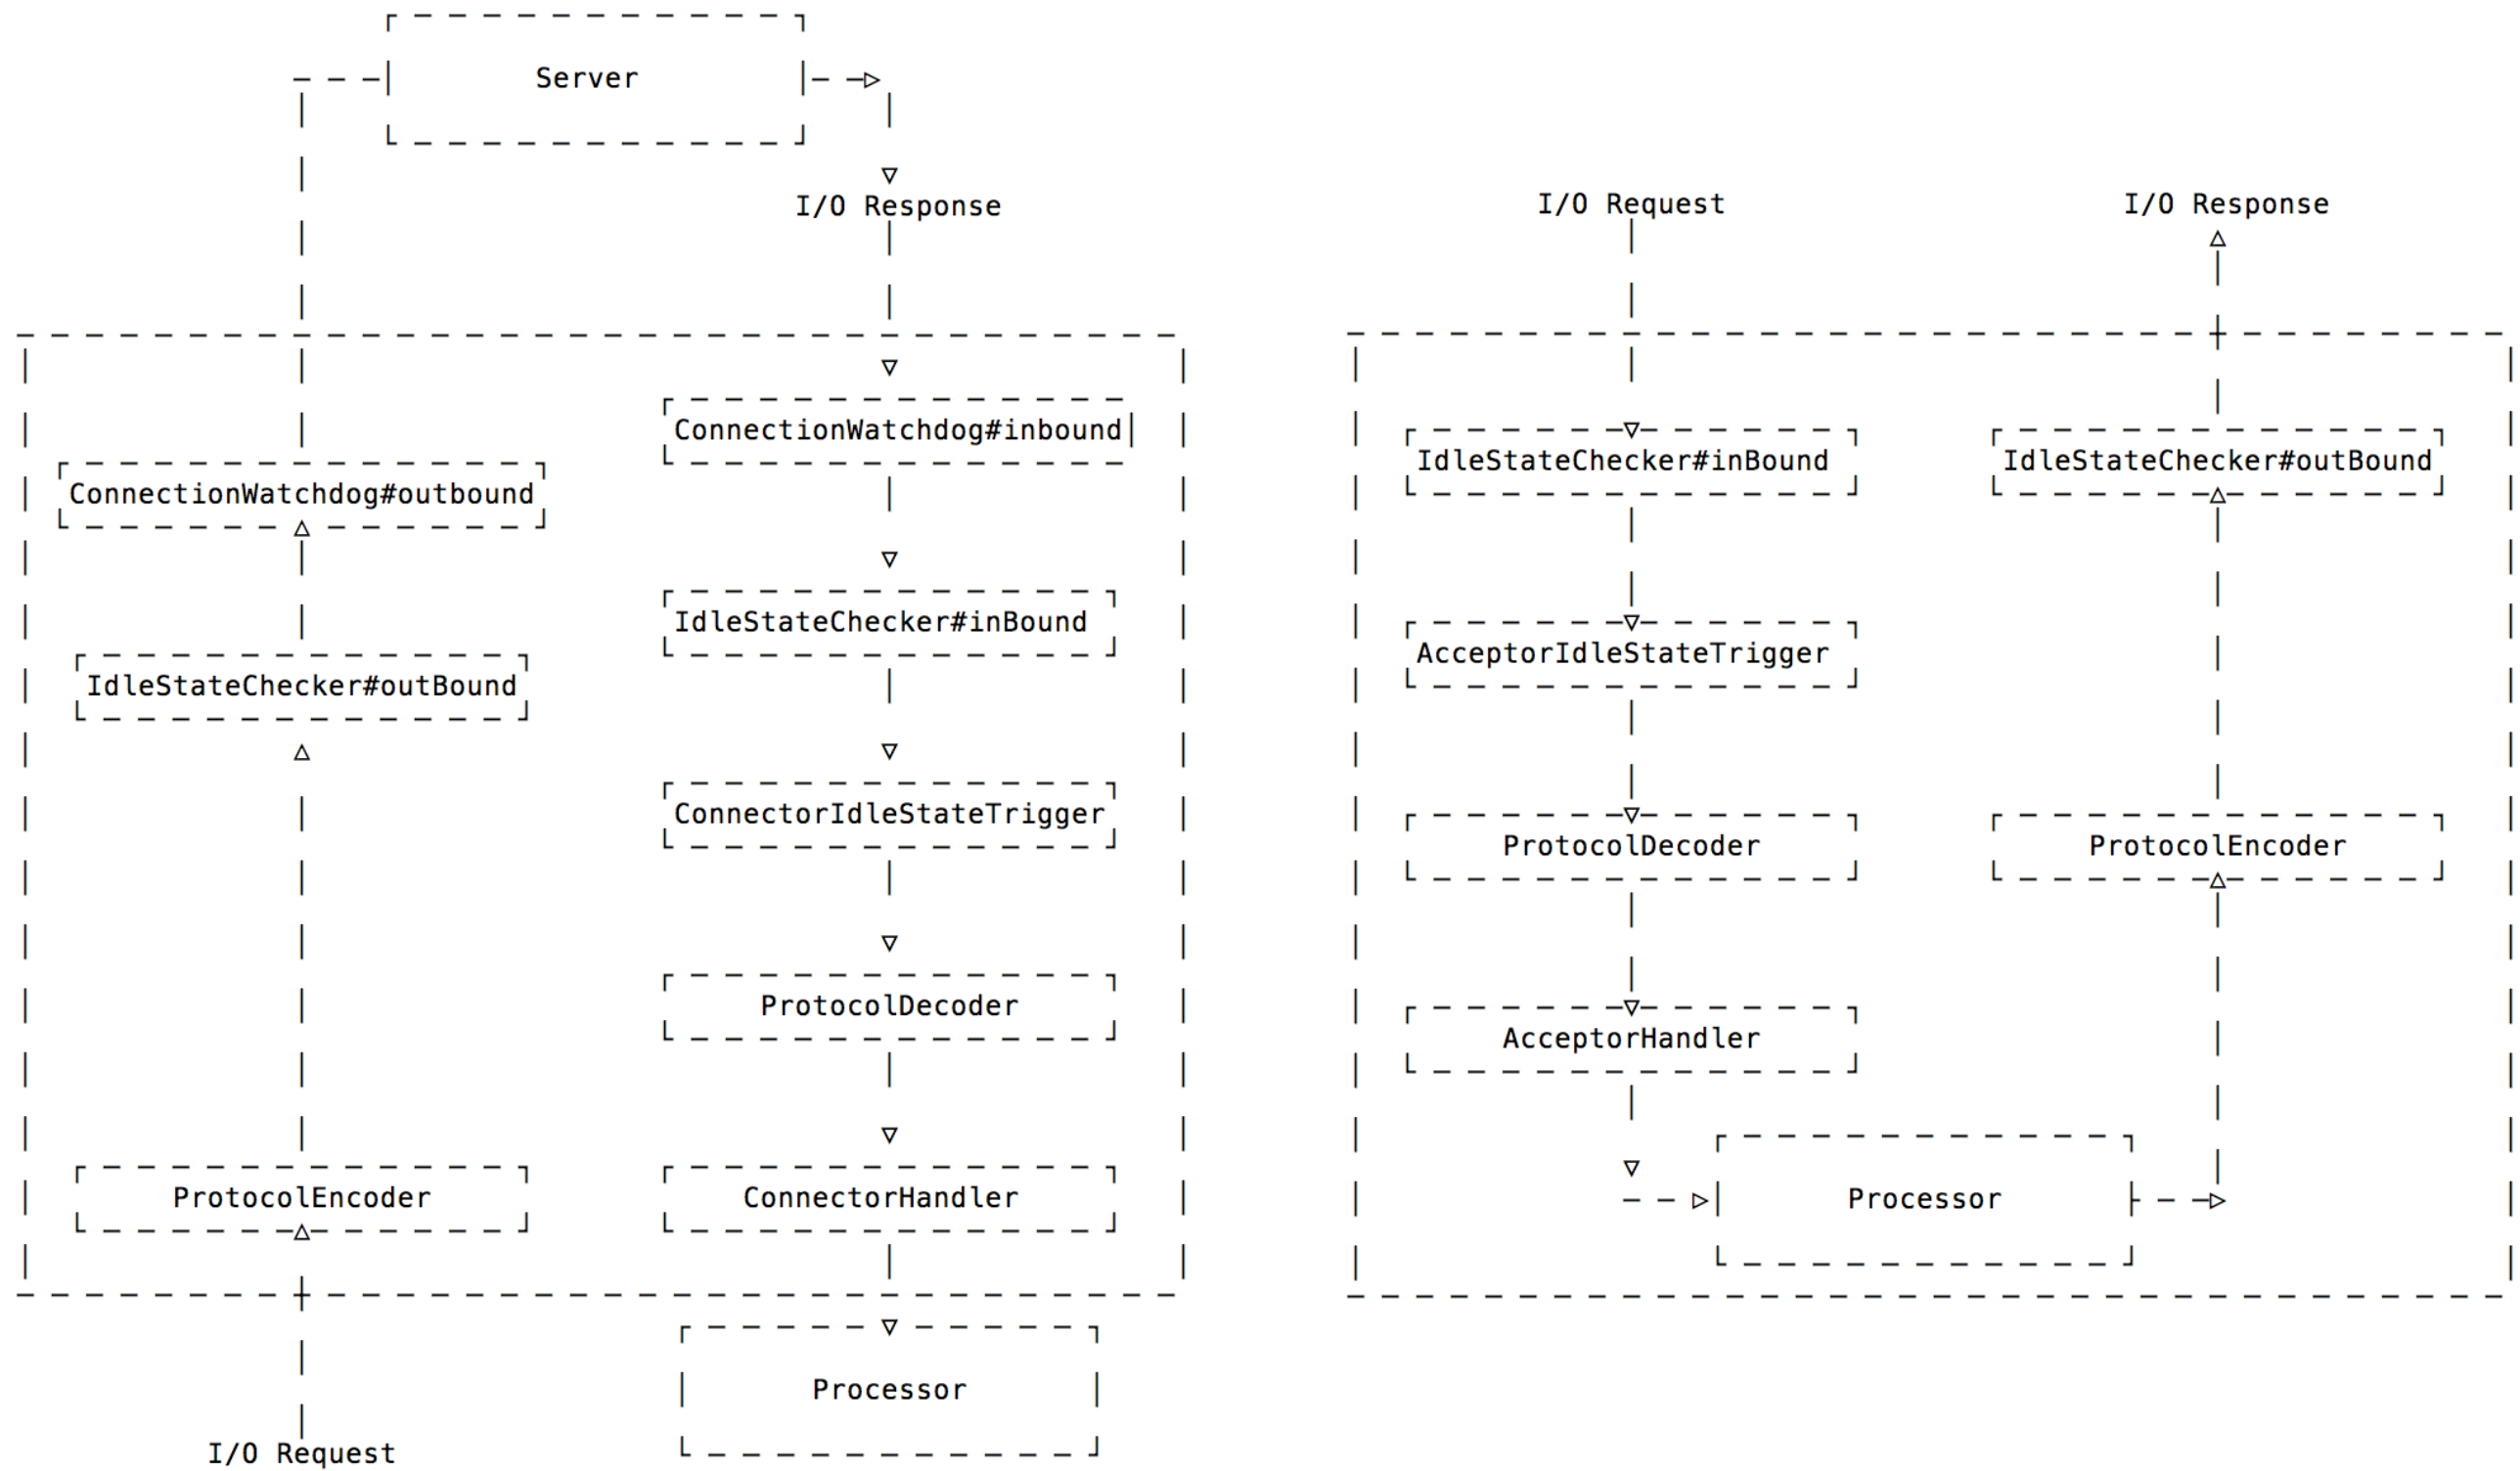 Server
I/O Response
ConnectionWatchdog#inbound
ConnectionWatchdog#outbound
IdleStateChecker#inBound
IdleStateChecker#outBound
ConnectorIdleStateTrigger
ProtocolDecoder
ProtocolEncoder
ConnectorHandler
Processor
I/O Request
I/O Request
I/O Response
IdleStateChecker#inBound
IdleStateChecker#outBound
AcceptorIdleStateTrigger
ProtocolDecoder
ProtocolEncoder
AcceptorHandler
Processor